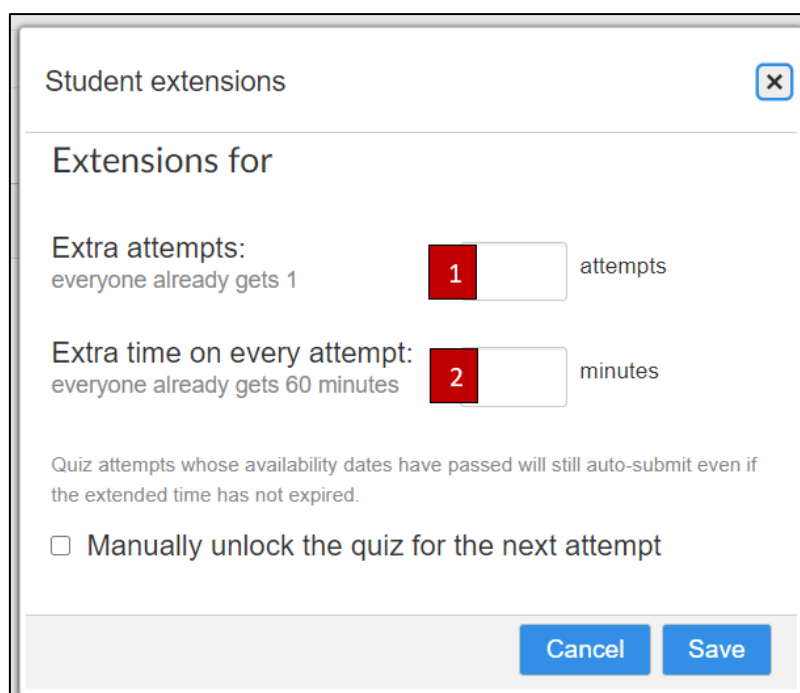 Student extensions
Extensions for
Extra attempts:
everyone already gets 1
1
attempts
Extra time on every attempt:
everyone already gets 60 minutes
2
minutes
Quiz attempts whose availability dates have passed will still auto-submit even if
the extended time has not expired.
Manually unlock the quiz for the next attempt
Cancel Save